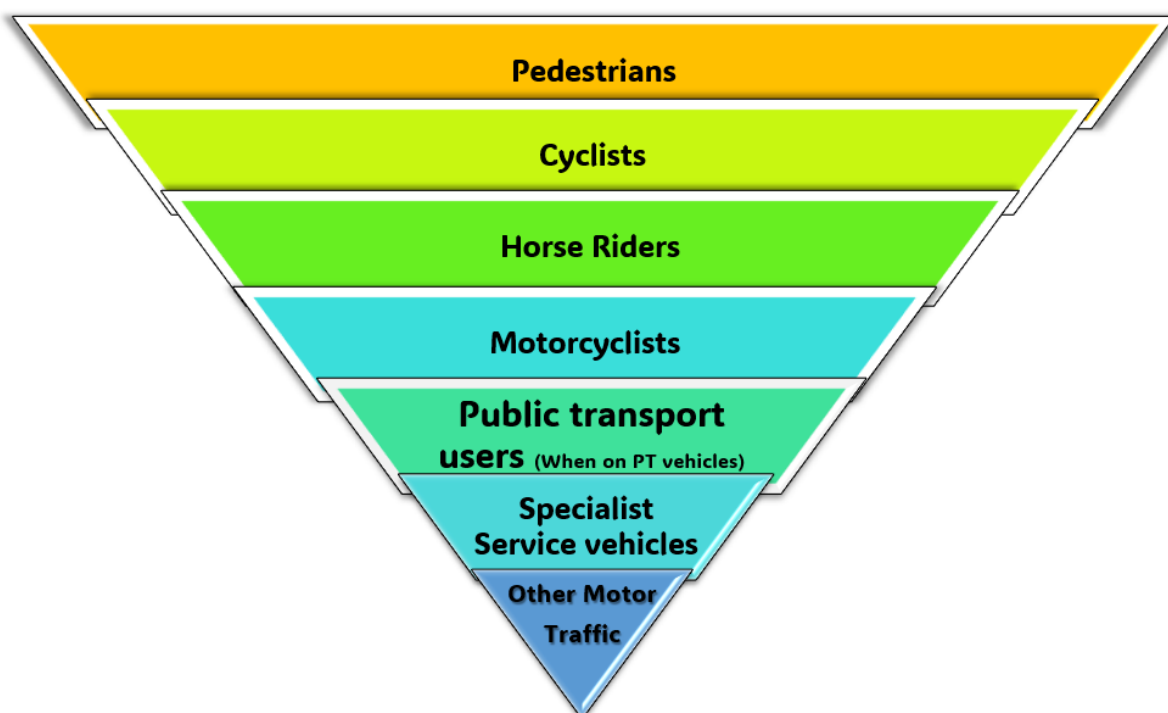 Pedestrians
Cyclists
Horse Riders
Motorcyclists
Public transport
users (When on PT vehicles)
Specialist
Service vehicles
Other Motor
Traffic